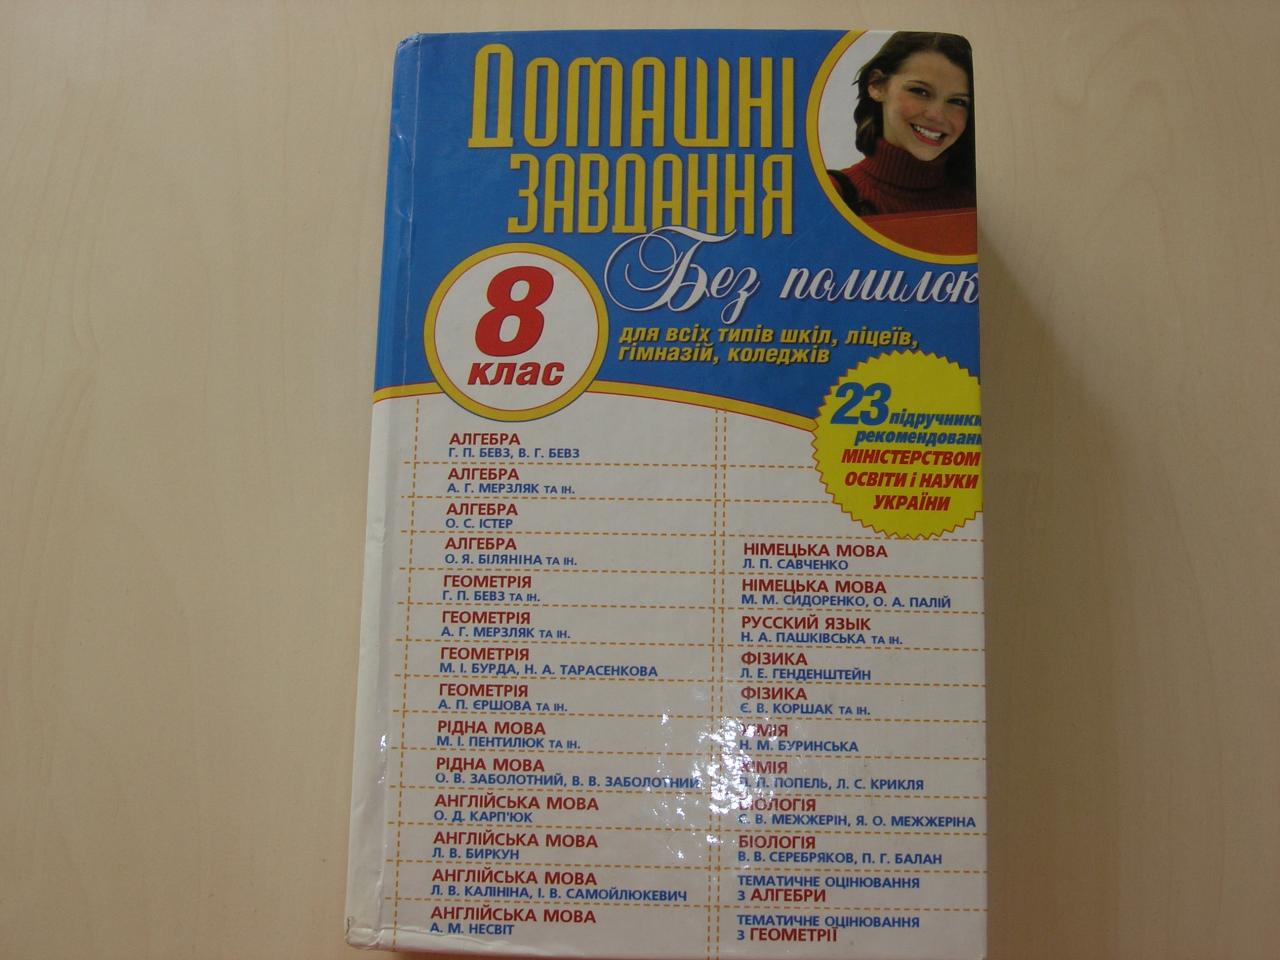 ДОМАШНІ
ЗАВДАННЯ
Без помилок
8
клас
для всіх типів шкіл, ліцеїв,
гімназій, коледжів
23 підручники
рекомендовані
МІНІСТЕРСТВОМ
ОСВІТИ І НАУКИ
УКРАЇНИ
АЛГЕБРА
Г. П. БЕВЗ, В. Г. БЕВЗ
АЛГЕБРА
А. Г. МЕРЗЛЯК ТА ІН.
АЛГЕБРА
О. С. ІСТЕР
АЛГЕБРА
О. Я. БІЛЯНІНА ТА ІН.
ГЕОМЕТРІЯ
Г. П. БЕВЗ ТА ІН.
ГЕОМЕТРІЯ
А. Г. МЕРЗЛЯК ТА ІН.
ГЕОМЕТРІЯ
М. І. БУРДА, Н. А. ТАРАСЕНКОВА
ГЕОМЕТРІЯ
А. П. ЄРШОВА ТА ІН.
РІДНА МОВА
М. І. ПЕНТИЛЮК ТА ІН.
РІДНА МОВА
О. В. ЗАБОЛОТНИЙ, В. В. ЗАБОЛОТНИЙ
АНГЛІЙСЬКА МОВА
О. Д. КАРП'ЮК
АНГЛІЙСЬКА МОВА
Л. В. БИРКУН
АНГЛІЙСЬКА МОВА
Л. В. КАЛІНІНА, І. В. САМОЙЛЮКЕВИЧ
АНГЛІЙСЬКА МОВА
А. М. НЕСВІТ
НІМЕЦЬКА МОВА
Л. П. САВЧЕНКО
НІМЕЦЬКА МОВА
М. М. СИДОРЕНКО, О. А. ПАЛІЙ
РУССКИЙ ЯЗЫК
Н. А. ПАШКІВСЬКА ТА ІН.
ФІЗИКА
Л. Е. ГЕНДЕНШТЕЙН
ФІЗИКА
Є. В. КОРШАК ТА ІН.
ХІМІЯ
Н. М. БУРИНСЬКА
ХІМІЯ
П. П. ПОПЕЛЬ, Л. С. КРИКЛЯ
БІОЛОГІЯ
С. В. МЕЖЖЕРІН, Я. О. МЕЖЖЕРІНА
БІОЛОГІЯ
В. В. СЕРЕБРЯКОВ, П. Г. БАЛАН
ТЕМАТИЧНЕ ОЦІНЮВАННЯ
З АЛГЕБРИ
ТЕМАТИЧНЕ ОЦІНЮВАННЯ
З ГЕОМЕТРІЇ